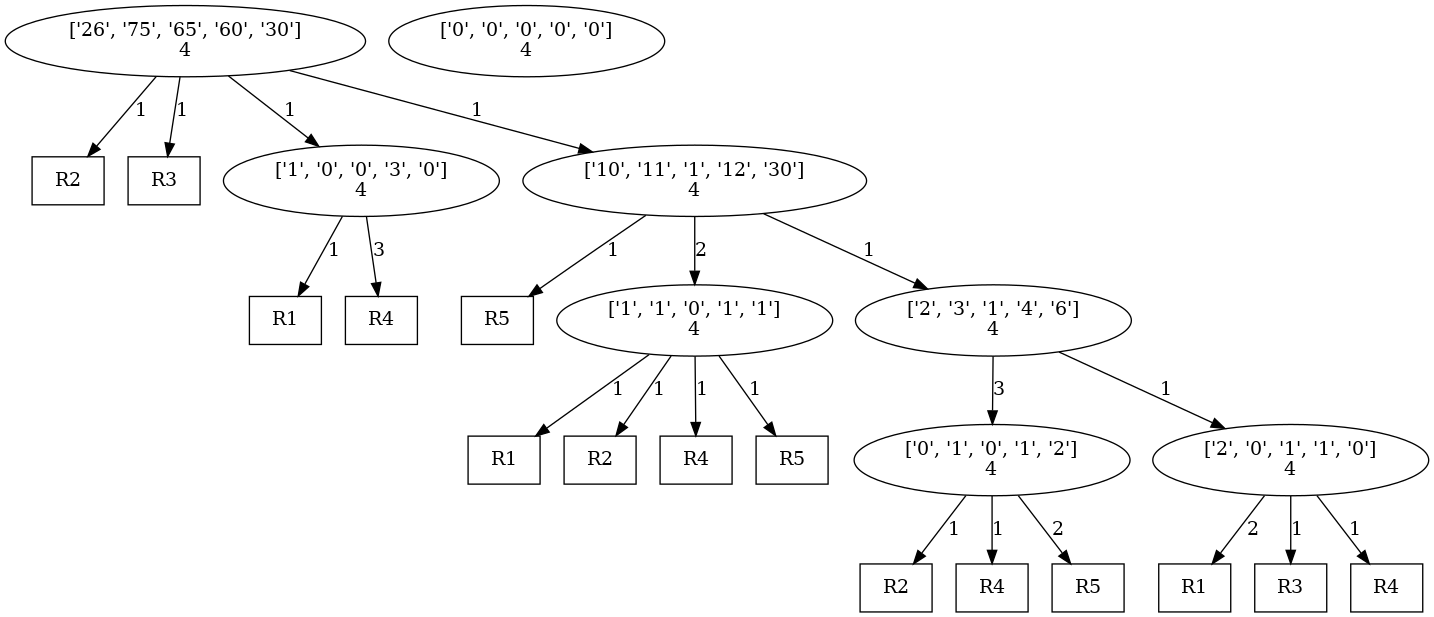 ['26', '75', '65', '60', '30']
4
['0', '0', '0', '0', '0']
4
1
1
1
1
R2
R3
['1', '0', '0', '3', '0']
4
['10', '11', '1', '12', '30']
4
1
3
1
2
1
R1
R4
R5
['1', '1', '0', '1', '1']
4
['2', '3', '1', '4', '6']
4
1
1
1
1
3
1
R1
R2
R4
R5
['0', '1', '0', '1', '2']
4
['2', '0', '1', '1', '0']
4
1
1
2
2
1
1
R2
R4
R5
R1
R3
R4